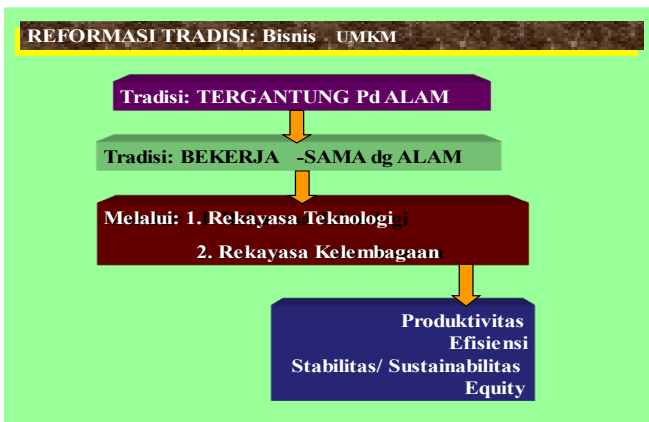 REFORMASI TRADISI: Bisnis UMKM
Tradisi: TERGANTUNG Pd ALAM
Tradisi: BEKERJA -SAMA dg ALAM
Melalui: 1. Rekayasa Teknologi
2. Rekayasa Kelembagaan
Produktivitas
Efisiensi
Stabilitas/ Sustainabilitas
Equity